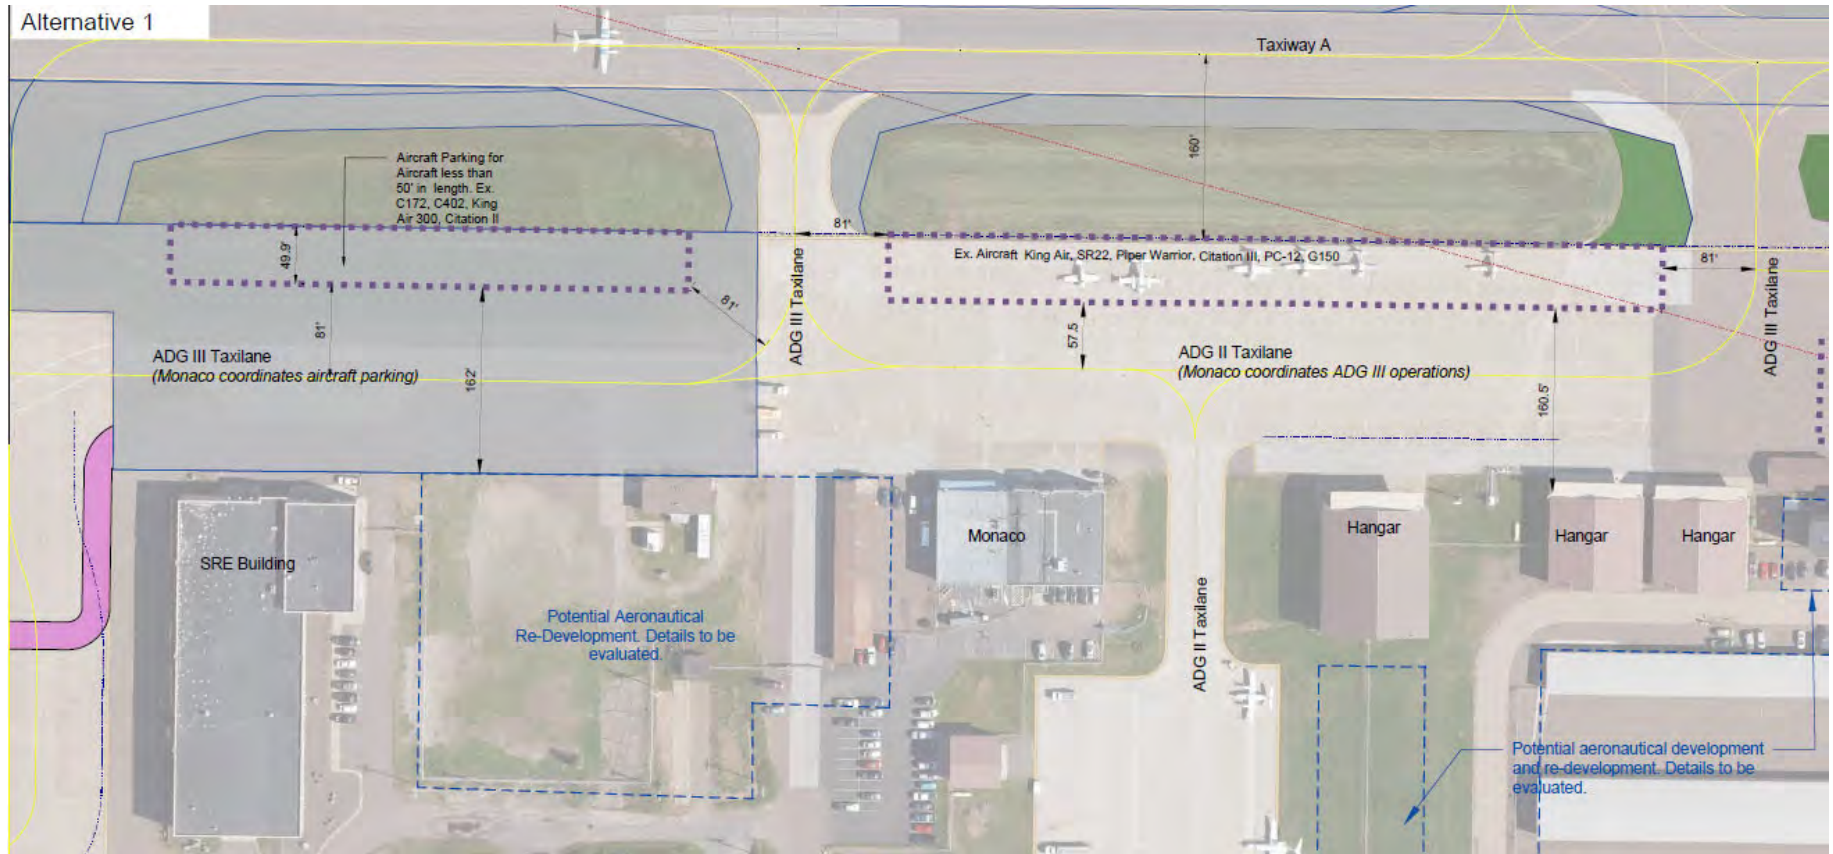 Alternative 1
Taxiway A
160'
Aircraft Parking for
Aircraft less than
50' in length. Ex.
C172, C402, King
Air 300, Citation II
49.9'
81'
81'
162'
ADG III Taxilane
(Monaco coordinates aircraft parking)
ADG III Taxilane
81'
Ex. Aircraft King Air, SR22, Piper Warrior, Citation III, PC-12, G150
57.5
ADG II Taxilane
(Monaco coordinates ADG III operations)
160.5'
81'
ADG III Taxilane
SRE Building
Potential Aeronautical
Re-Development. Details to be
evaluated.
Monaco
ADG II Taxilane
Hangar
Hangar
Hangar
Potential aeronautical development
and re-development. Details to be
evaluated.